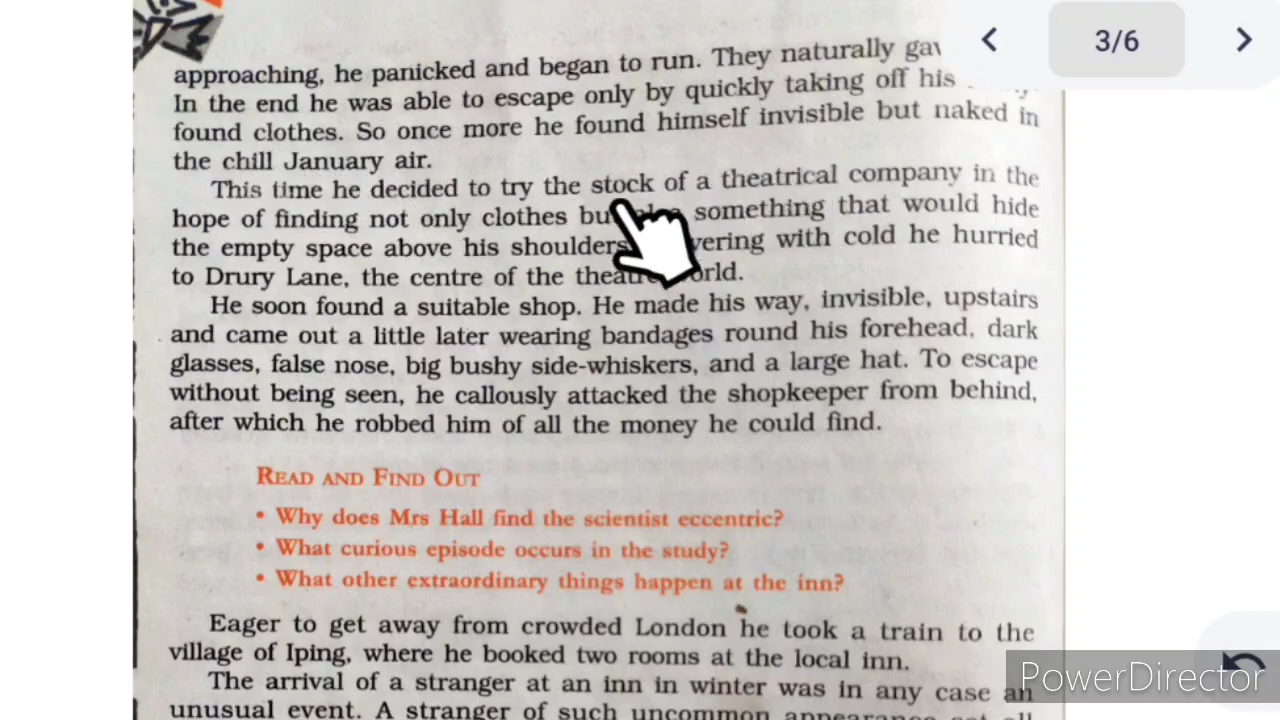 3/6
approaching, he panicked and began to run. They naturally
In the end he was able to escape only by quickly taking off his
found clothes. So once more he found himself invisible but naked in
the chill January air.
This time he decided to try the stock of a theatrical company in the
hope of finding not only clothes something that would hide
the empty space above his shoulders with cold he hurried
to Drury Lane, the centre of the
He soon found a suitable shop. He made his way, invisible, upstairs
and came out a little later wearing bandages round his forehead, dark
glasses, false nose, big bushy side-whiskers, and a large hat. To escape
without being seen, he callously attacked the shopkeeper from behind,
after which he robbed him of all the money he could find.
READ AND FIND OUT
• Why does Mrs Hall find the scientist eccentric?
• What curious episode occurs in the study?
• What other extraordinary things happen at the inn?
Eager to get away from crowded London he took a train to the
village of Iping, where he booked two rooms at the local inn.
The arrival of a stranger at an inn in winter was in any case an
unusual event. A stranger of such uncommon
PowerDirector